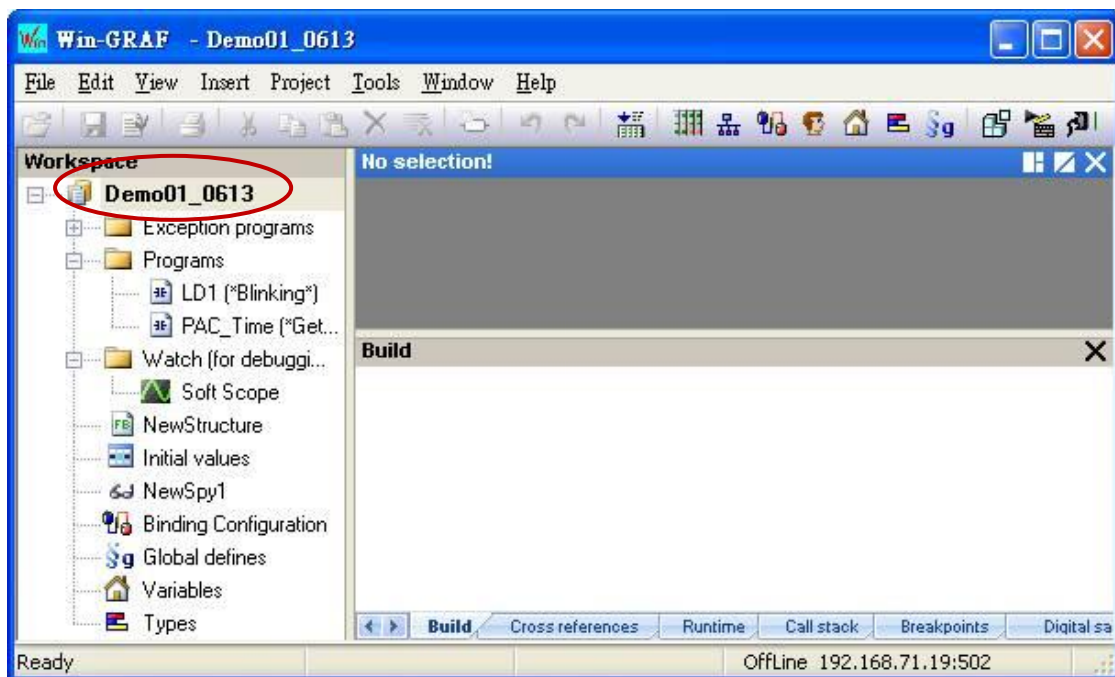 Win-GRAF - Demo01_0613
File Edit View Insert Project Tools Window Help
Workspace
No selection!
Demo01_0613
Exception programs
Programs
LD1 (*Blinking*)
PAC_Time (*Get...
Watch (for debuggi...
Soft Scope
NewStructure
Initial values
NewSpy1
Binding Configuration
Global defines
Variables
Types
Build
Build Cross references Runtime Call stack Breakpoints Digital sa
Ready
OffLine 192.168.71.19:502